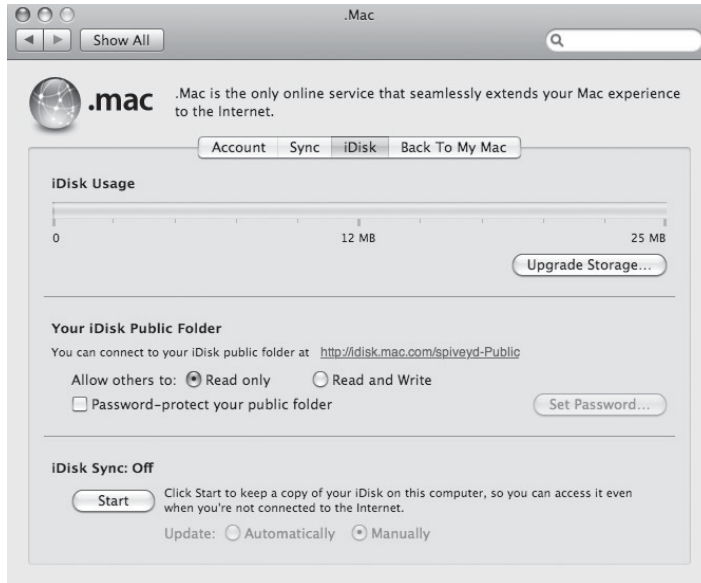 .Mac
Show All
.mac
.Mac is the only online service that seamlessly extends your Mac experience
to the Internet.
Account Sync iDisk Back To My Mac
iDisk Usage
0 12 MB 25 MB
Upgrade Storage...
Your iDisk Public Folder
You can connect to your iDisk public folder at http://idisk.mac.com/spiveyd-Public
Allow others to: Read only Read and Write
Password-protect your public folder Set Password...
iDisk Sync: Off
Start
Click Start to keep a copy of your iDisk on this computer, so you can access it even
when you're not connected to the Internet.
Update: Automatically Manually